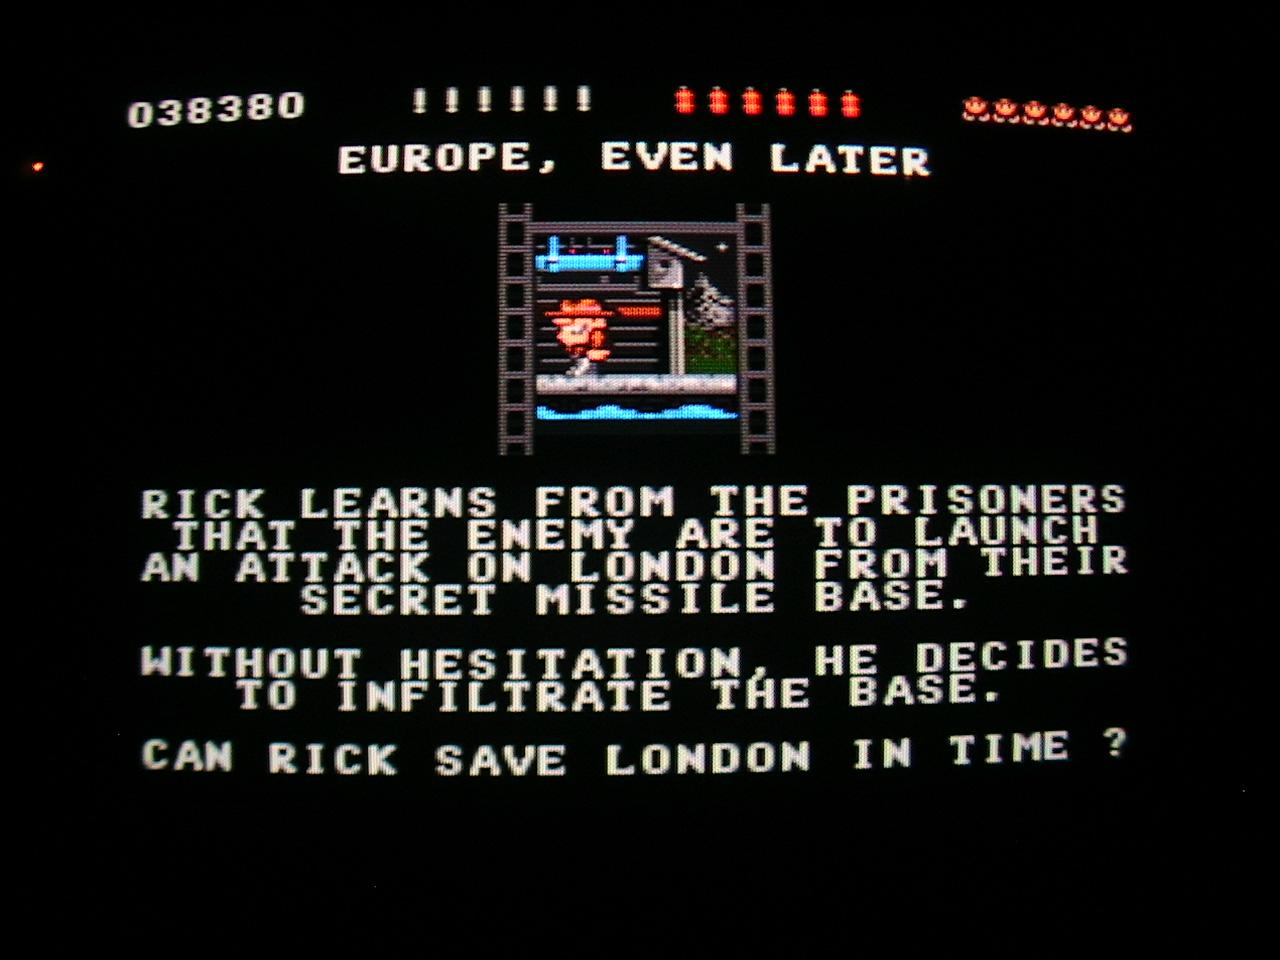 038380
EUROPE, EVEN LATER
RICK LEARNS FROM THE PRISONERS
THAT THE ENEMY ARE TO LAUNCH
AN ATTACK ON LONDON FROM THEIR
SECRET MISSILE BASE.
WITHOUT HESITATION, HE DECIDES
TO INFILTRATE THE BASE.
CAN RICK SAVE LONDON IN TIME ?